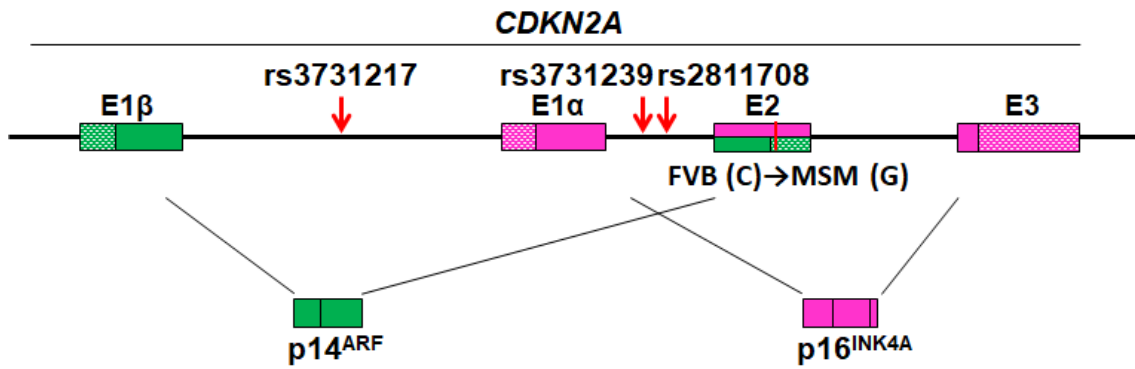 CDKN2A
rs3731217 rs3731239 rs2811708
E1β E1α E2 E3
FVB (C)→MSM (G)
p14ARF p16INK4A